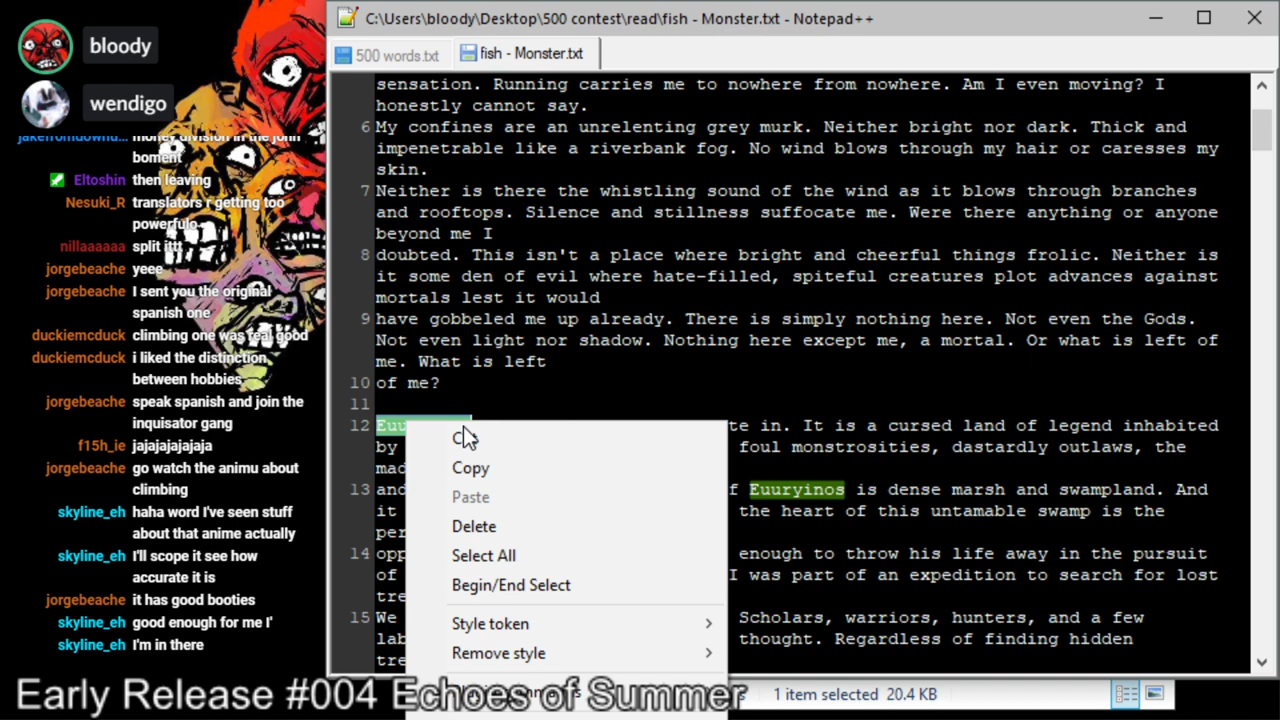 bloody
wendigo
boment
Eltoshin then leaving
Nesuki_R translators r getting too
powerfulo
nillaaaaaa split ittt
jorgebeache yeee
jorgebeache I sent you the original
spanish one
duckiemcduck climbing one was real good
duckiemcduck i liked the distinction
between hobbies
jorgebeache speak spanish and join the
inquisator gang
f15h_ie jajajajajajaja
jorgebeache go watch the animu about
climbing
skyline_eh haha word I've seen stuff
about that anime actually
skyline_eh I'll scope it see how
accurate it is
jorgebeache it has good booties
skyline_eh good enough for me I'
skyline_eh I'm in there
C:\Users\bloody\Desktop\500 contest\read\fish - Monster.txt - Notepad++
500 words.txt
fish - Monster.txt
sensation. Running carries me to nowhere from nowhere. Am I even moving? I
honestly cannot say.
6 My confines are an unrelenting grey murk. Neither bright nor dark. Thick and
impenetrable like a riverbank fog. No wind blows through my hair or caresses my
skin.
7 Neither is there the whistling sound of the wind as it blows through branches
and rooftops. Silence and stillness suffocate me. Were there anything or anyone
beyond me I
8 doubted. This isn't a place where bright and cheerful things frolic. Neither is
it some den of evil where hate-filled, spiteful creatures plot advances against
mortals lest it would
9 have gobbeled me up already. There is simply nothing here. Not even the Gods.
Not even light nor shadow. Nothing here except me, a mortal. Or what is left of
me. What is left
10 of me?
11
12 Euu te in. It is a cursed land of legend inhabited
by foul monstrosities, dastardly outlaws, the
mad
13 and f Euuryinos is dense marsh and swampland. And
it the heart of this untamable swamp is the
per
14 opp enough to throw his life away in the pursuit
of I was part of an expedition to search for lost
tre
15 We Scholars, warriors, hunters, and a few
lab thought. Regardless of finding hidden
tre
Copy
Paste
Delete
Select All
Begin/End Select
Style token
Remove style
1 item selected 20.4 KB
Early Release #004 Echoes of Summer